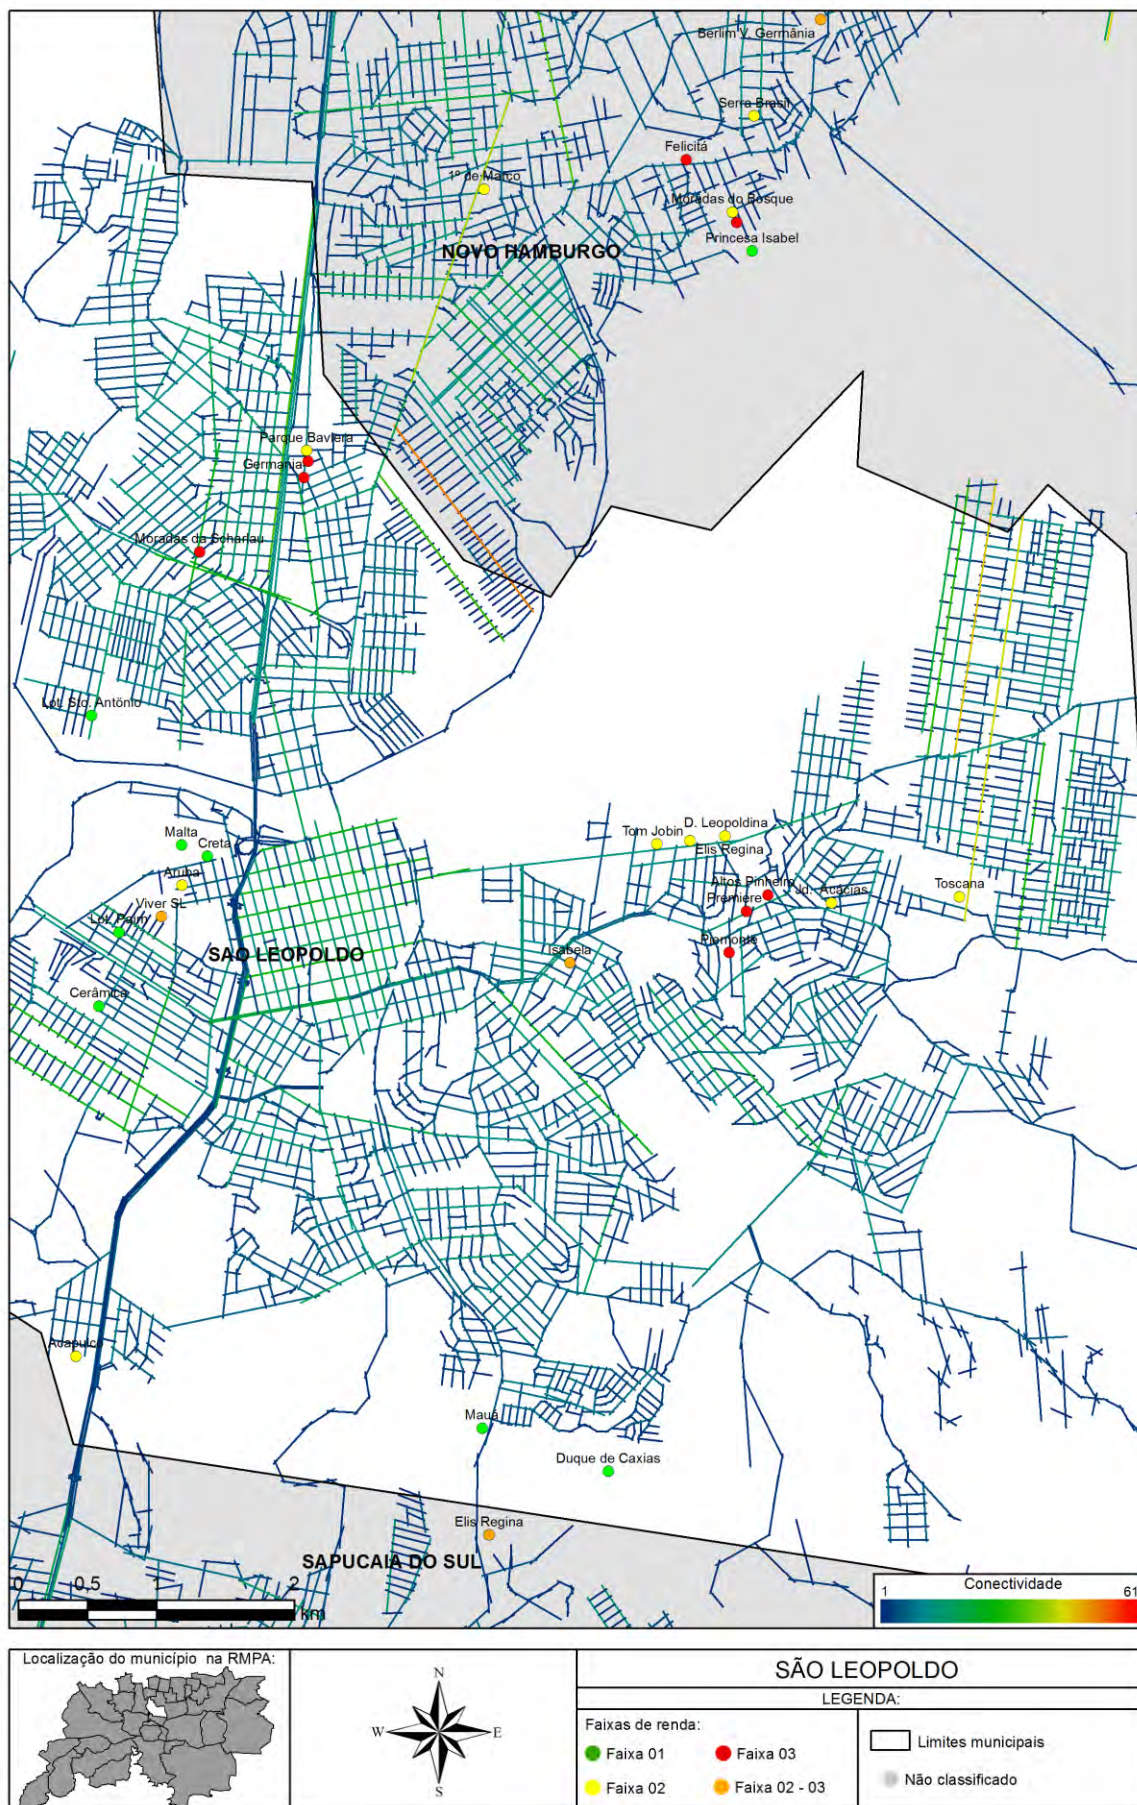 Berlim V. Germânia
Serra Brasil
Felicitá
1º de Março
Moradas do Bosque
Princesa Isabel
NOVO HAMBURGO
Parque Baviera
Germania
Moradas da Scharlau
Lot. Sto. Antônio
Malta
Creta
Aruba
Viver SL
Lot. Paim
SÃO LEOPOLDO
Cerâmica
Tom Jobin
D. Leopoldina
Elis Regina
Altos Pinheiro
Premiere
Jd. Acácias
Toscana
Piemonte
Isabela
Acapulco
Mauá
Duque de Caxias
Elis Regina
SAPUCAIA DO SUL
0 0,5 1 2
km
Conectividade
1 61
Localização do município na RMPA:
N
W E
S
SÃO LEOPOLDO
LEGENDA:
Faixas de renda:
Faixa 01
Faixa 03
Faixa 02
Faixa 02 - 03
Limites municipais
Não classificado